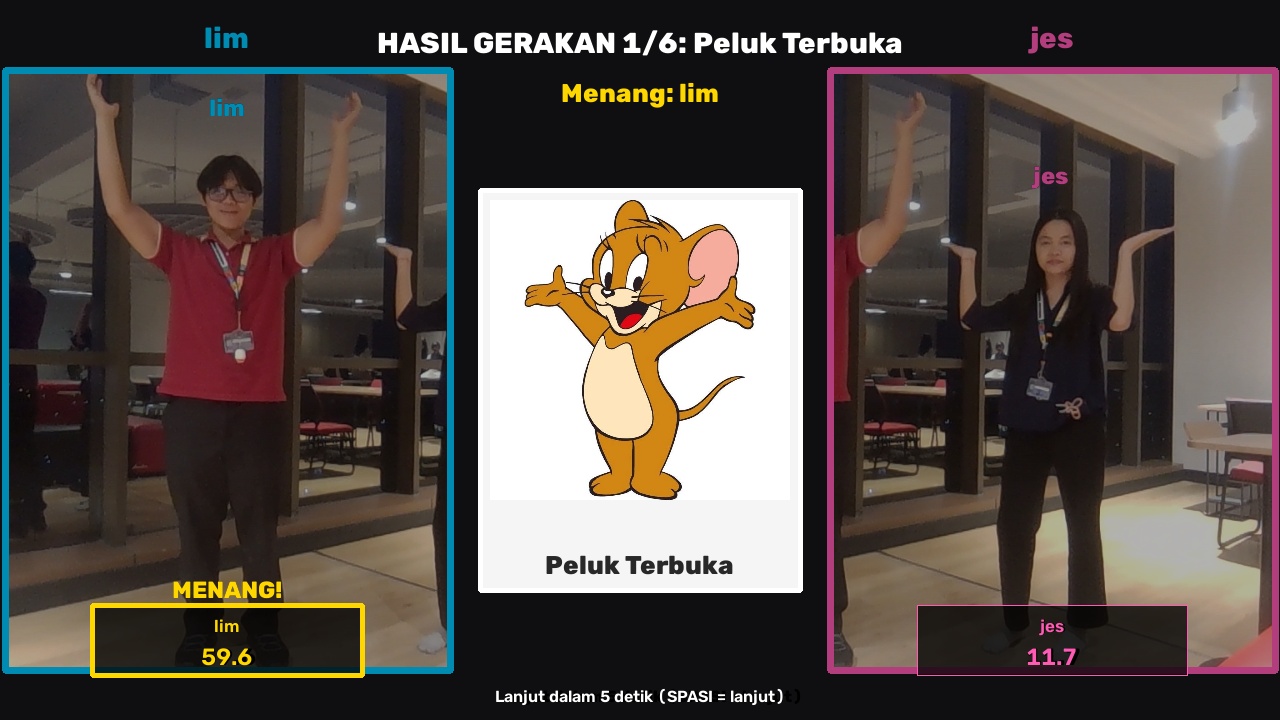 lim
HASIL GERAKAN 1/6: Peluk Terbuka
jes
Menang: lim
lim
jes
Peluk Terbuka
MENANG!
lim
59.6
jes
11.7
Lanjut dalam 5 detik (SPASI = lanjut)